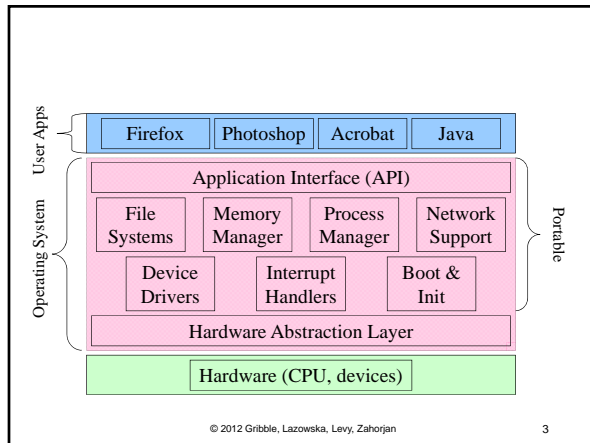 User Apps
Firefox
Photoshop
Acrobat
Java
Operating System
Application Interface (API)
File
Systems
Memory
Manager
Process
Manager
Network
Support
Device
Drivers
Interrupt
Handlers
Boot &
Init
Hardware Abstraction Layer
Portable
Hardware (CPU, devices)
© 2012 Gribble, Lazowska, Levy, Zahorjan
3